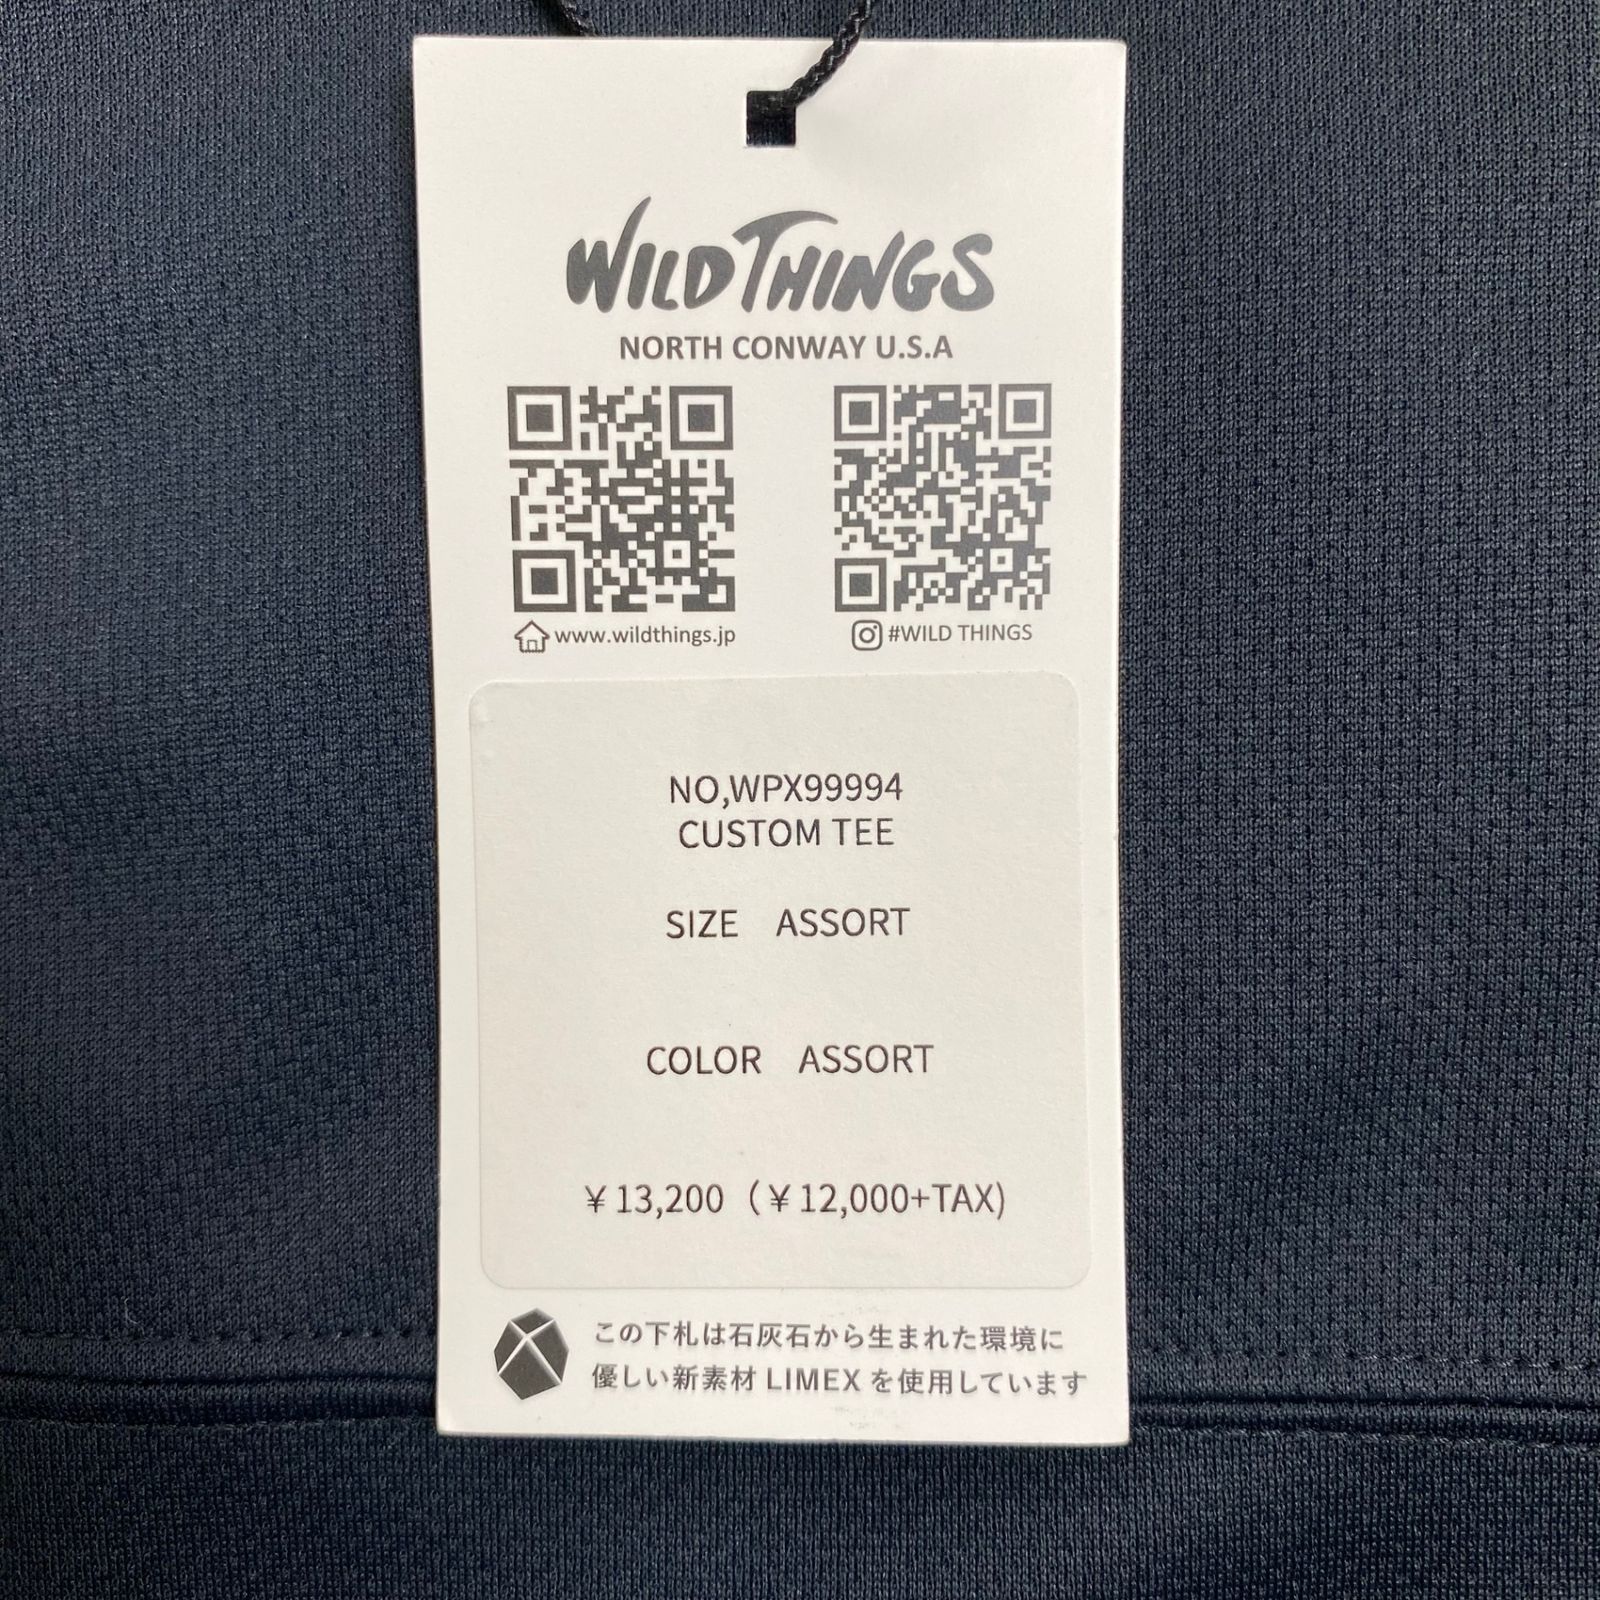 WILD THINGS
NORTH CONWAY U.S.A
www.wildthings.jp
#WILD THINGS
NO,WPX99994
CUSTOM TEE
SIZE ASSORT
COLOR ASSORT
¥13,200（¥12,000+TAX)
この下札は石灰石から生まれた環境に
優しい新素材 LIMEX を使用しています